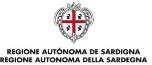 REGIONE AUTÒNOMA DE SARDIGNA
REGIONE AUTONOMA DELLA SARDEGNA